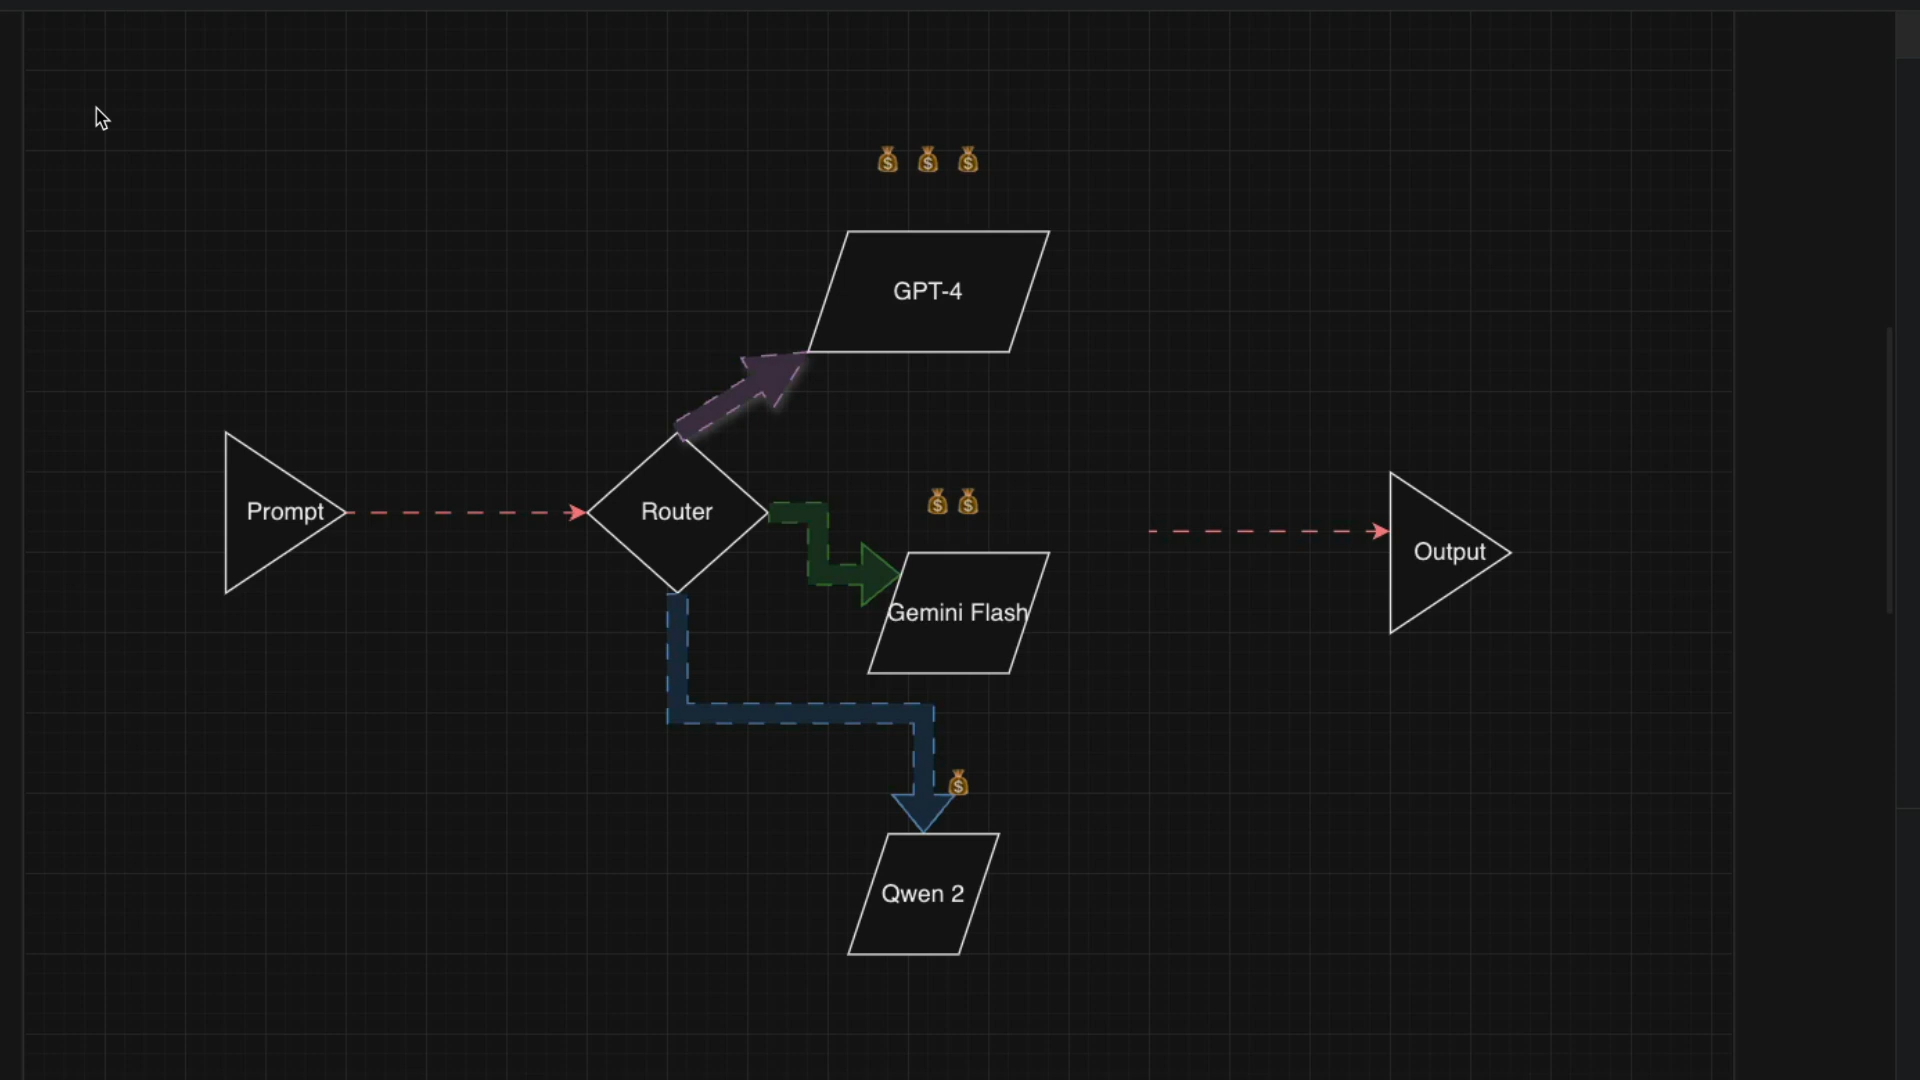 GPT-4
Prompt
Router
Output
Gemini Flash
Qwen 2